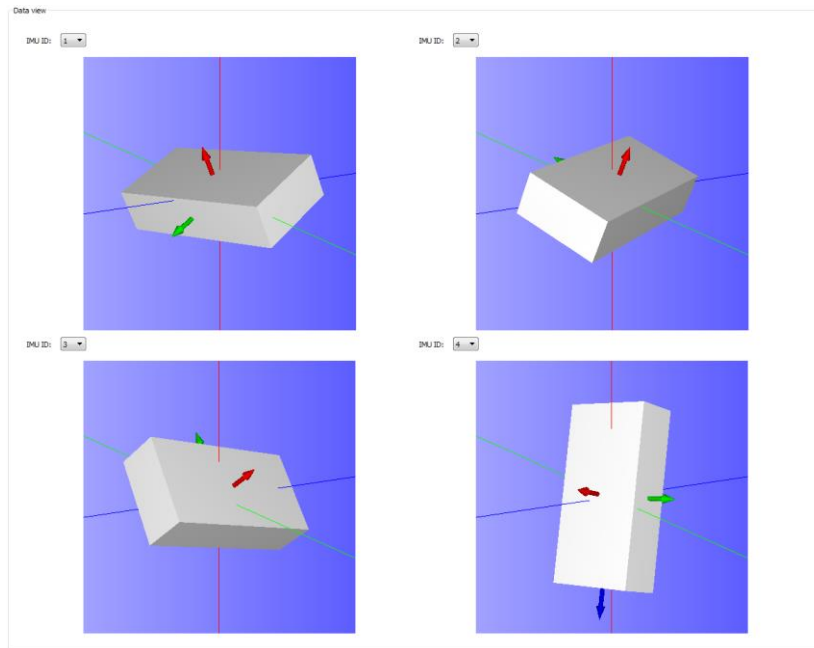 Data view
IMU ID: 1
IMU ID: 2
IMU ID: 3
IMU ID: 4